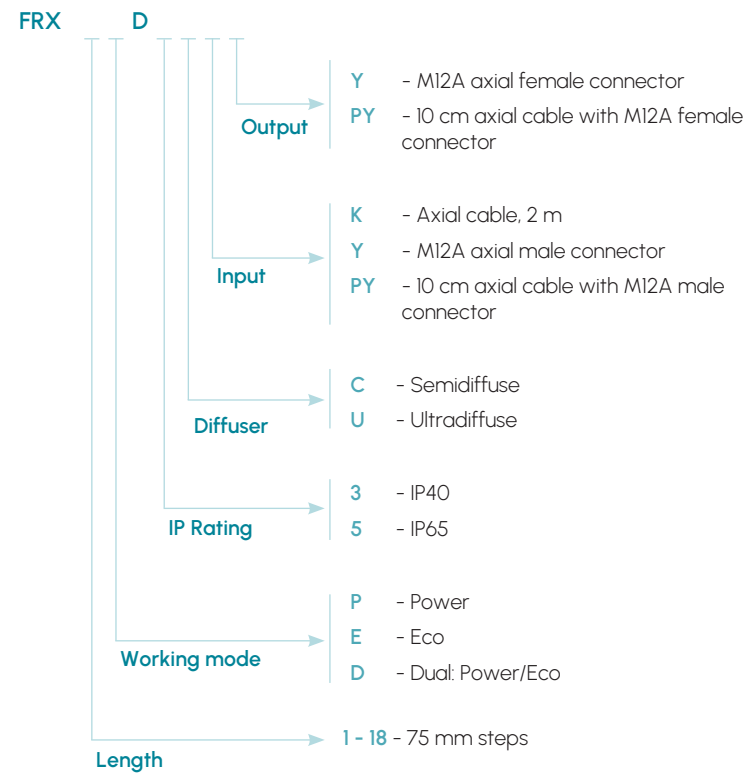 FRX D
Y - M12A axial female connector
PY - 10 cm axial cable with M12A female
connector
Output
K - Axial cable, 2 m
Y - M12A axial male connector
PY - 10 cm axial cable with M12A male
connector
Input
C - Semidiffuse
U - Ultradiffuse
Diffuser
3 - IP40
5 - IP65
IP Rating
P - Power
E - Eco
D - Dual: Power/Eco
Working mode
1 - 18 - 75 mm steps
Length